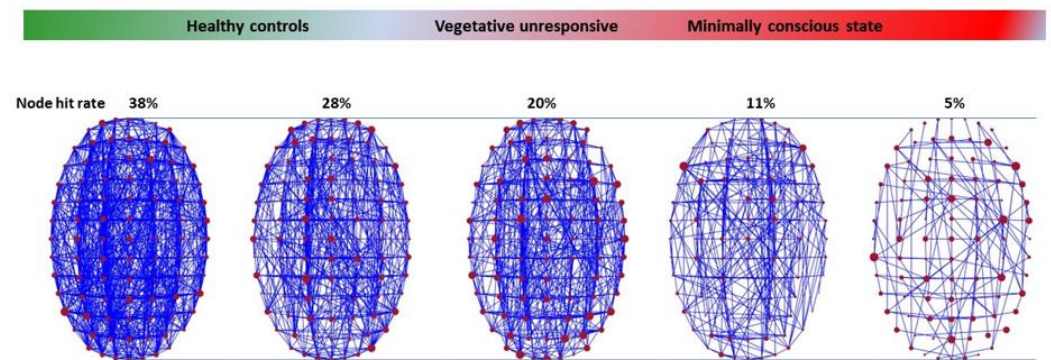 Healthy controls Vegetative unresponsive Minimally conscious state
Node hit rate 38% 28% 20% 11% 5%